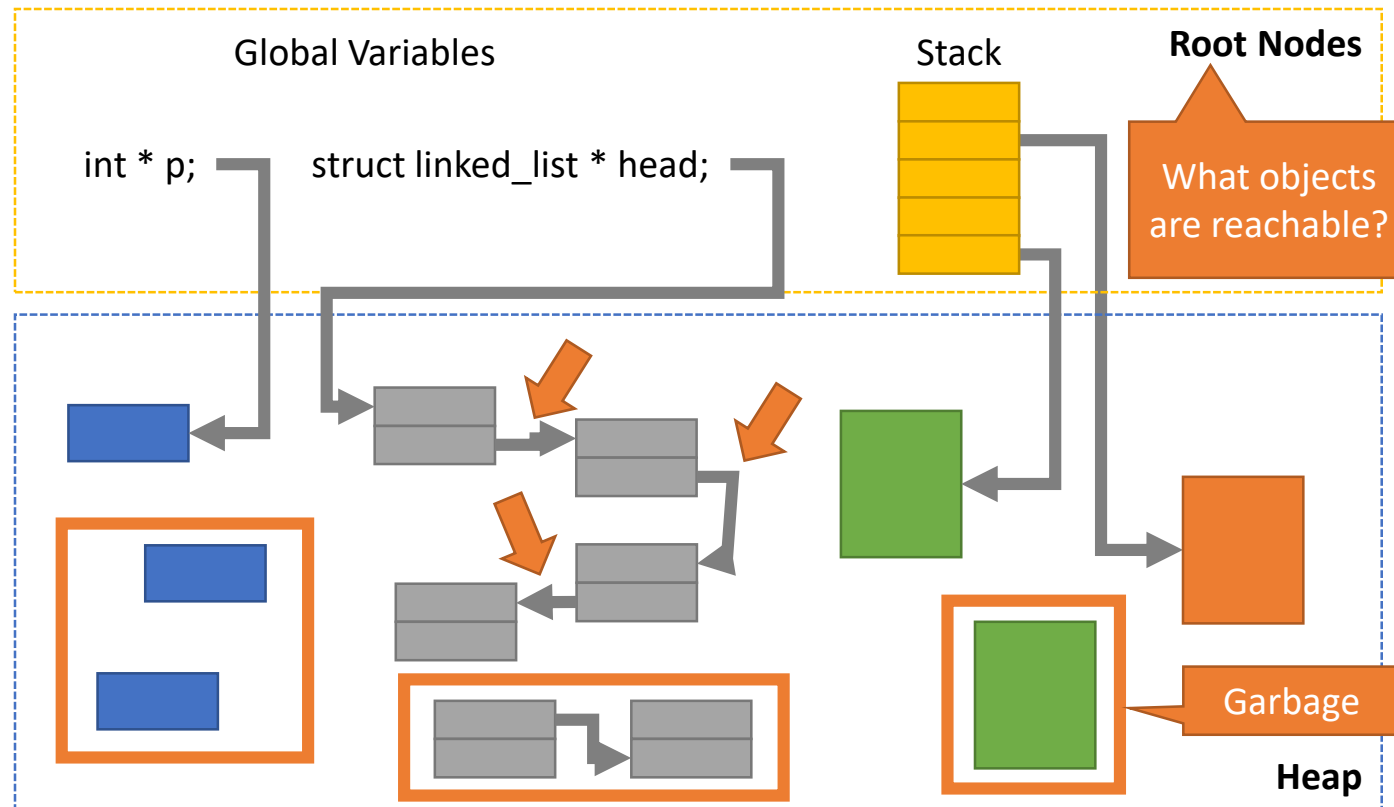 Global Variables
Stack
Root Nodes
int * p;
struct linked_list * head;
What objects
are reachable?
Garbage
Heap